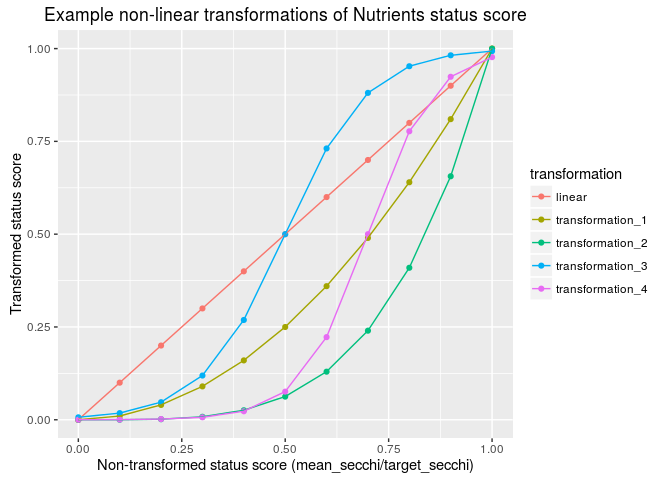 Example non-linear transformations of Nutrients status score
1.00
0.75
0.50
0.25
0.00
Transformed status score
0.00 0.25 0.50 0.75 1.00
Non-transformed status score (mean_secchi/target_secchi)
transformation
linear
transformation_1
transformation_2
transformation_3
transformation_4